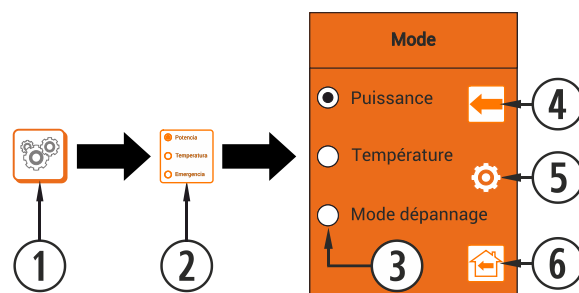 Mode
Puissance
Température
Mode dépannage
Potencia
Temperatura
Emergencia
1
2
3
4
5
6